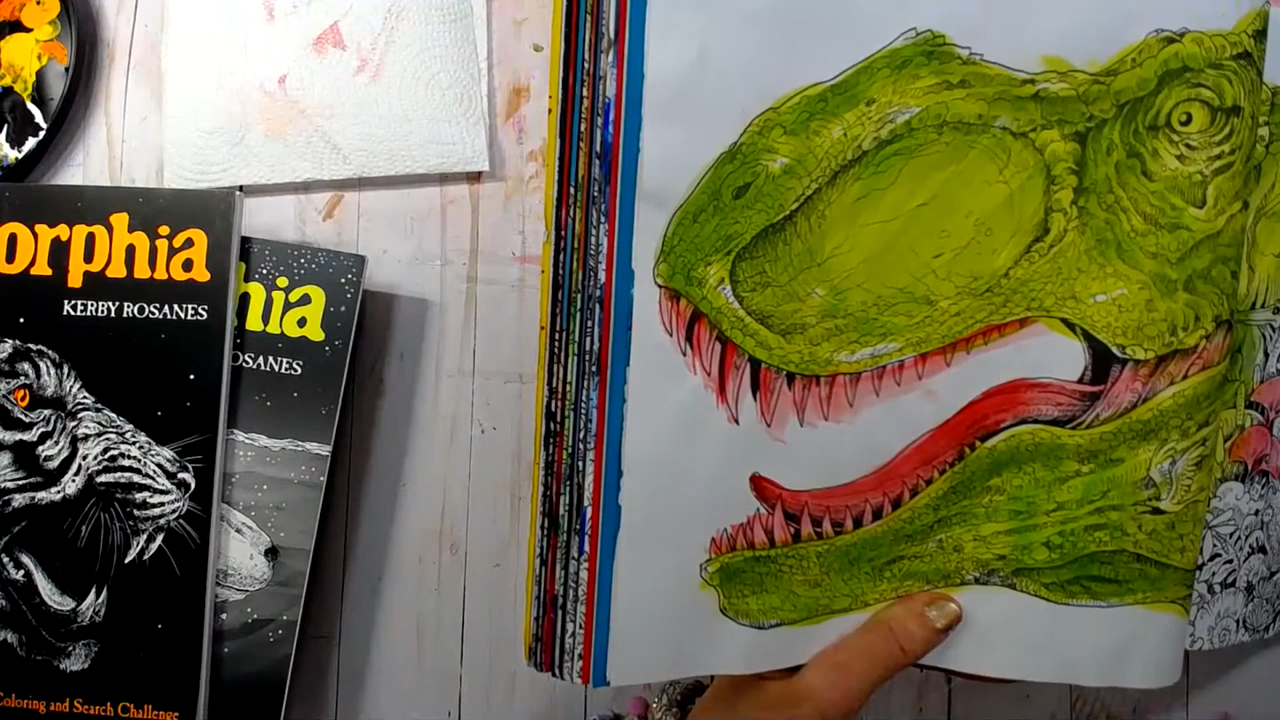 orphia
KERBY ROSANES
Coloring and Search Challenge
hia
OSANES